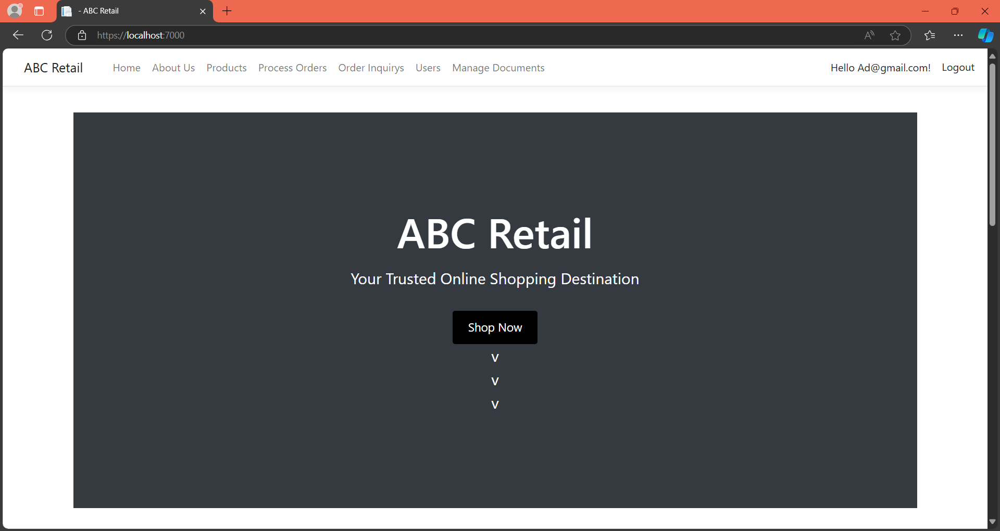 - ABC Retail
https://localhost:7000
ABC Retail Home About Us Products Process Orders Order Inquirys Users Manage Documents Hello Ad@gmail.com! Logout
ABC Retail
Your Trusted Online Shopping Destination
Shop Now
v
v
v